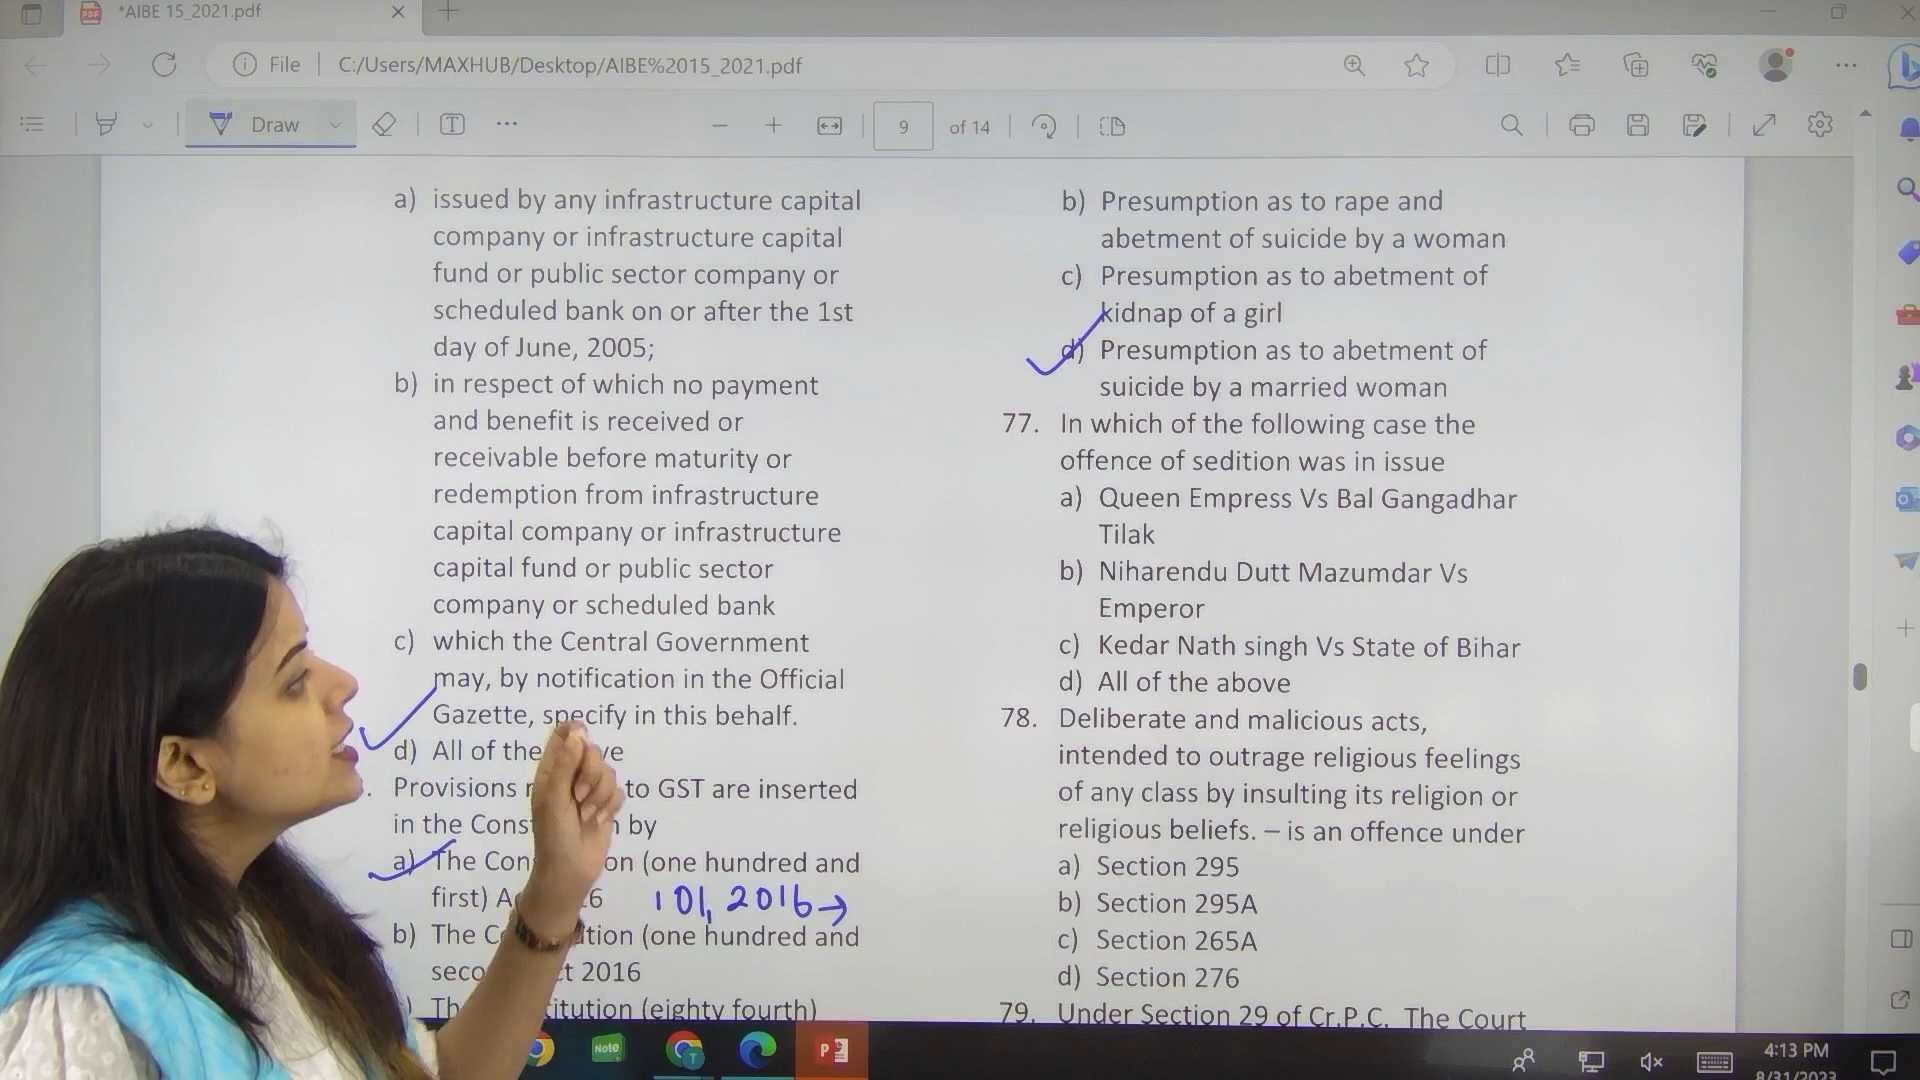 *AIBE 15_2021.pdf
File
C:/Users/MAXHUB/Desktop/AIBE%2015_2021.pdf
Draw
9 of 14
a) issued by any infrastructure capital
company or infrastructure capital
fund or public sector company or
scheduled bank on or after the 1st
day of June, 2005;
b) in respect of which no payment
and benefit is received or
receivable before maturity or
redemption from infrastructure
capital company or infrastructure
capital fund or public sector
company or scheduled bank
c) which the Central Government
may, by notification in the Official
Gazette, specify in this behalf.
d) All of the
Provisions to GST are inserted
in the by
a) The (one hundred and
first) 101, 2016→
b) The (one hundred and
2016
(eighty fourth)
b) Presumption as to rape and
abetment of suicide by a woman
c) Presumption as to abetment of
kidnap of a girl
d) Presumption as to abetment of
suicide by a married woman
77. In which of the following case the
offence of sedition was in issue
a) Queen Empress Vs Bal Gangadhar
Tilak
b) Niharendu Dutt Mazumdar Vs
Emperor
c) Kedar Nath singh Vs State of Bihar
d) All of the above
78. Deliberate and malicious acts,
intended to outrage religious feelings
of any class by insulting its religion or
religious beliefs. – is an offence under
a) Section 295
b) Section 295A
c) Section 265A
d) Section 276
79. Under Section 29 of Cr.P.C. The Court
Note
4:13 PM
8/31/2023